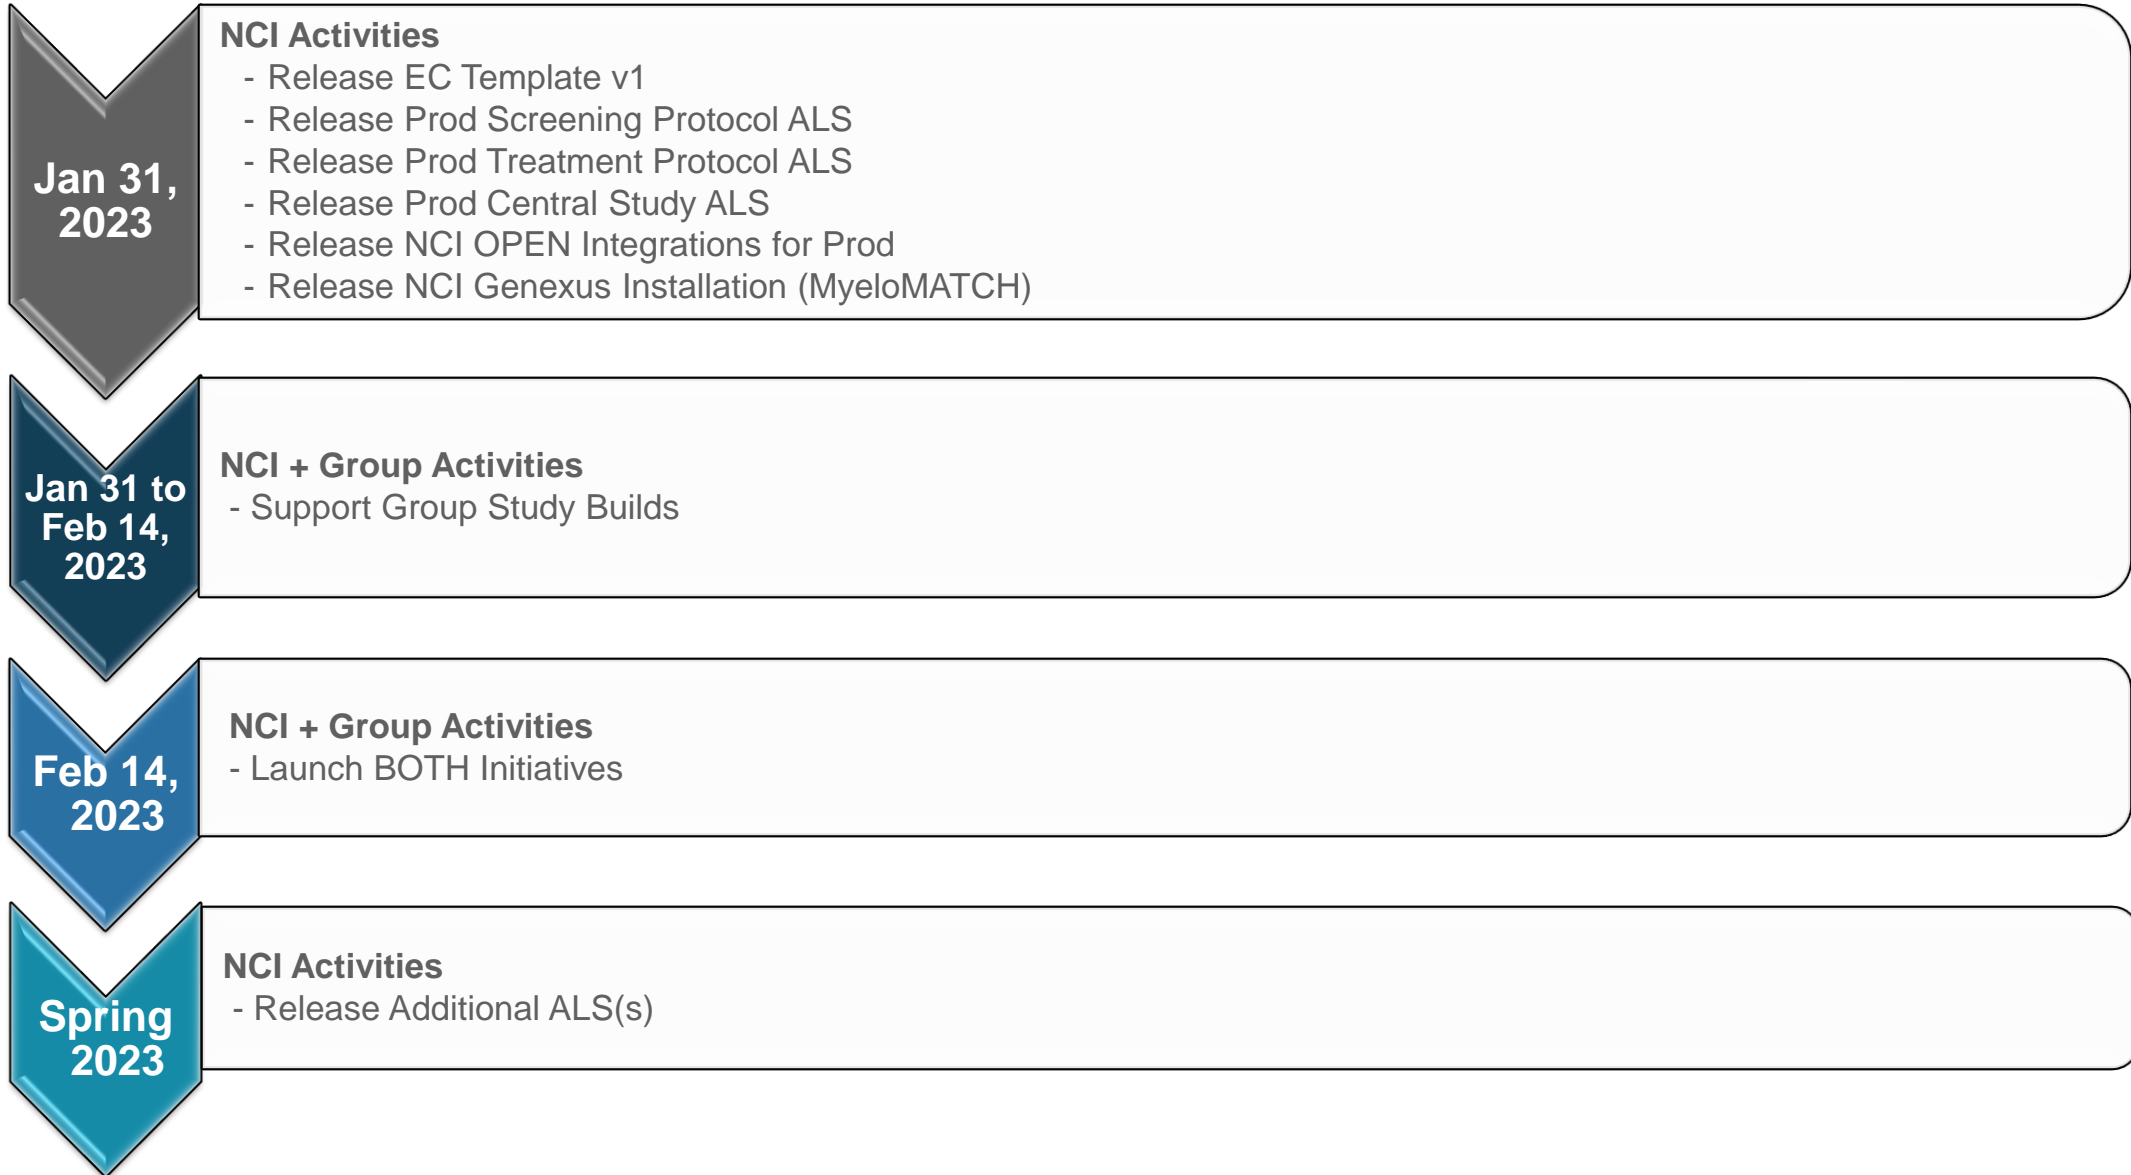 Jan 31,
2023
NCI Activities
- Release EC Template v1
- Release Prod Screening Protocol ALS
- Release Prod Treatment Protocol ALS
- Release Prod Central Study ALS
- Release NCI OPEN Integrations for Prod
- Release NCI Genexus Installation (MyeloMATCH)
Jan 31 to
Feb 14,
2023
NCI + Group Activities
- Support Group Study Builds
Feb 14,
2023
NCI + Group Activities
- Launch BOTH Initiatives
Spring
2023
NCI Activities
- Release Additional ALS(s)